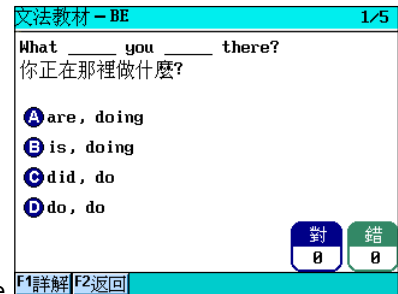 文法教材－BE 1/5
What _____ you _____ there?
你正在那裡做什麼?
A are, doing
B is, doing
C did, do
D do, do
對 錯
0 0
F1詳解 F2返回